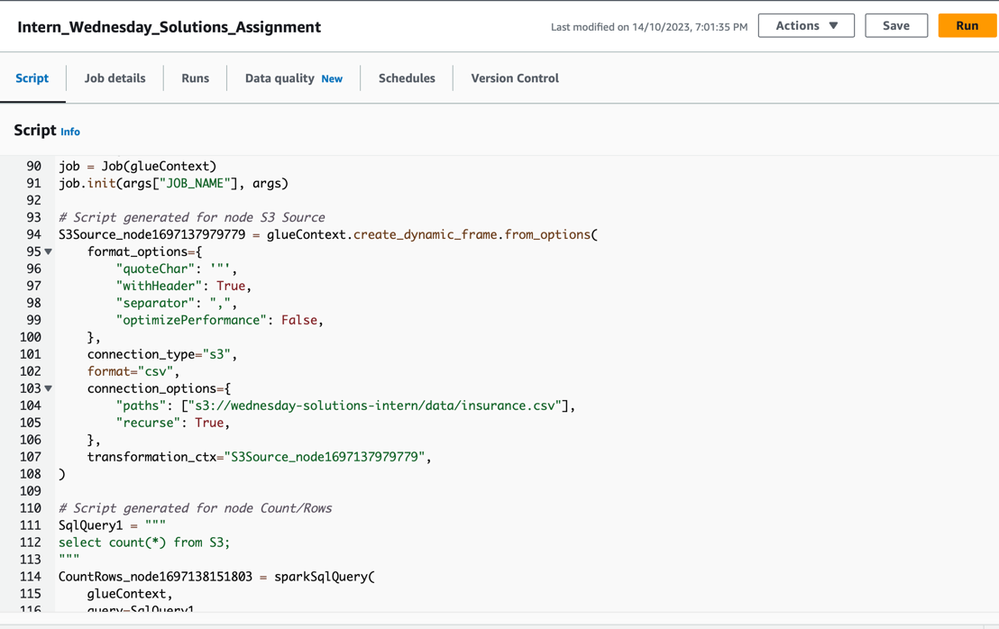 Intern_Wednesday_Solutions_Assignment
Last modified on 14/10/2023, 7:01:35 PM
Actions
Save
Run
Script
Job details
Runs
Data quality New
Schedules
Version Control
Script Info
90 job = Job(glueContext)
91 job.init(args["JOB_NAME"], args)
92
93 # Script generated for node S3 Source
94 S3Source_node1697137979779 = glueContext.create_dynamic_frame.from_options(
95     format_options={
96         "quoteChar": '"',
97         "withHeader": True,
98         "separator": ",",
99         "optimizePerformance": False,
100     },
101     connection_type="s3",
102     format="csv",
103     connection_options={
104         "paths": ["s3://wednesday-solutions-intern/data/insurance.csv"],
105         "recurse": True,
106     },
107     transformation_ctx="S3Source_node1697137979779",
108 )
109
110 # Script generated for node Count/Rows
111 SqlQuery1 = """
112 select count(*) from S3;
113 """
114 CountRows_node1697138151803 = sparkSqlQuery(
115     glueContext,
116     query=SqlQuery1